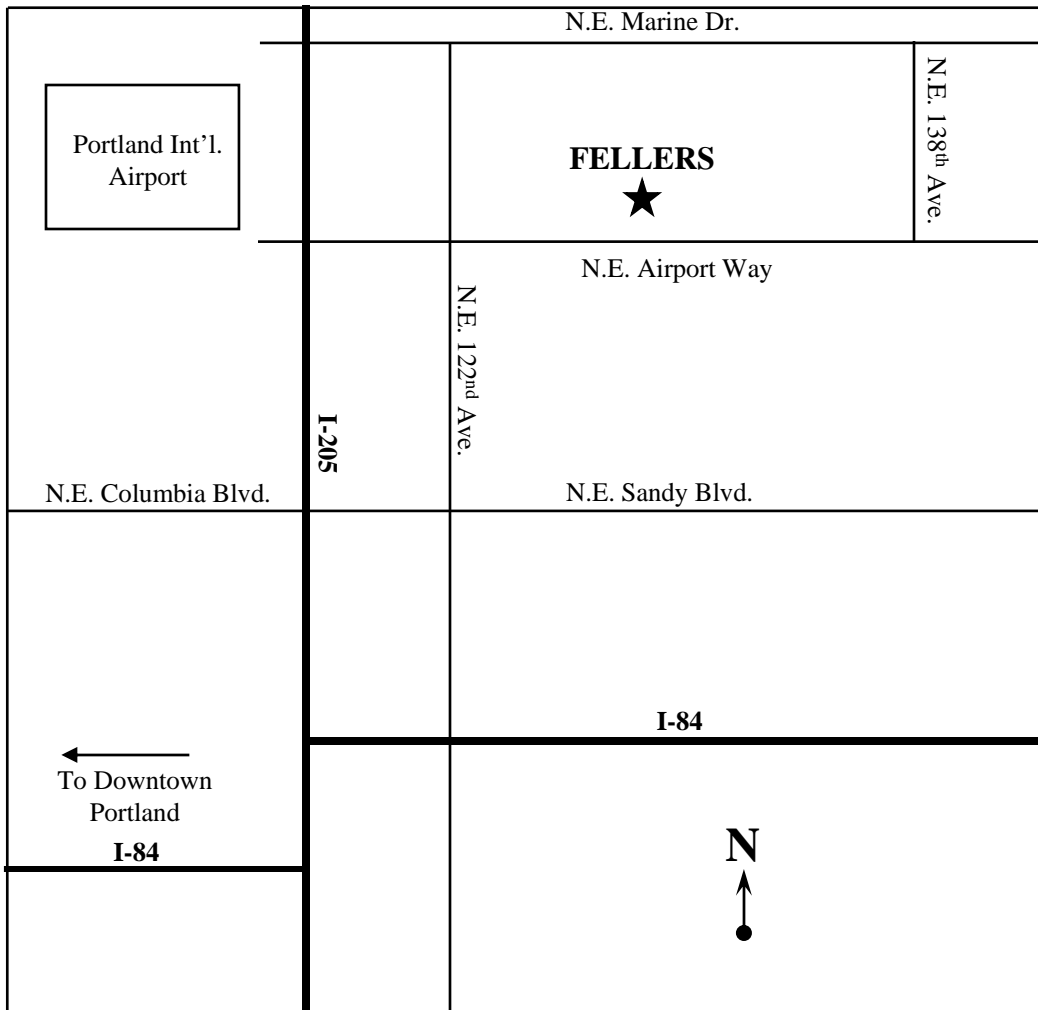 N.E. Marine Dr.
N.E. 138th Ave.
Portland Int’l.
Airport
FELLERS
N.E. Airport Way
N.E. 122nd Ave.
I-205
N.E. Columbia Blvd.
N.E. Sandy Blvd.
I-84
To Downtown
Portland
I-84
N